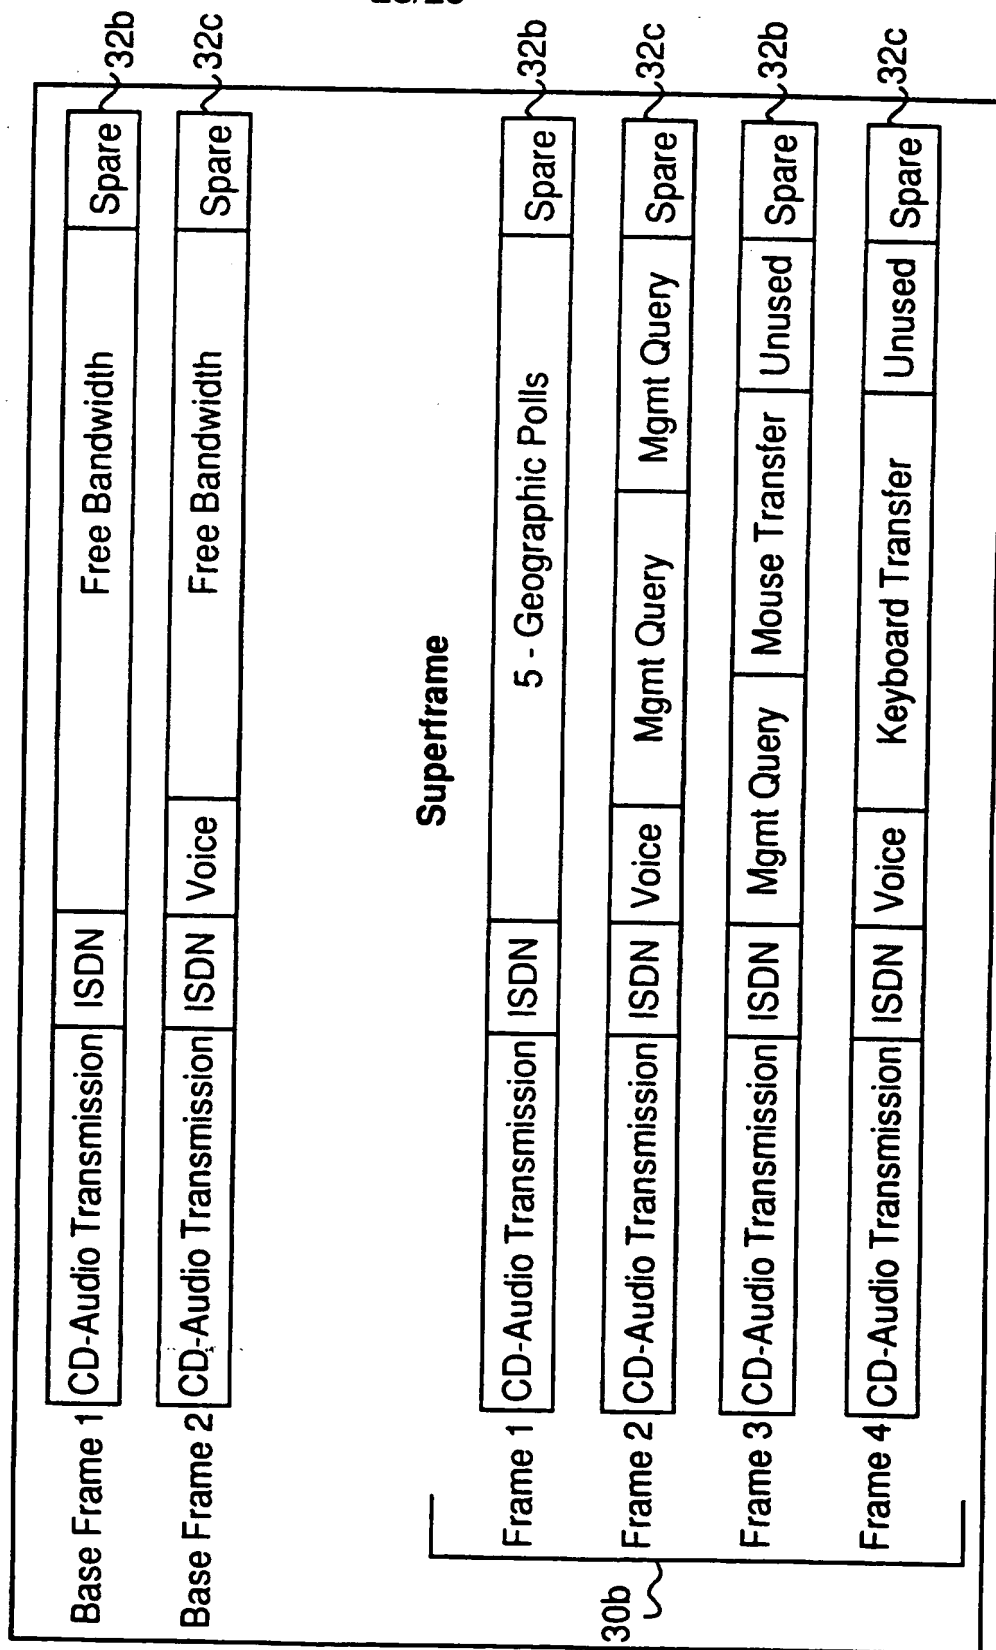 Base Frame 1 CD-Audio Transmission ISDN Free Bandwidth Spare 32b
Base Frame 2 CD-Audio Transmission ISDN Voice Free Bandwidth Spare 32c
Superframe
Frame 1 CD-Audio Transmission ISDN 5 - Geographic Polls Spare 32b
Frame 2 CD-Audio Transmission ISDN Voice Mgmt Query Mgmt Query Spare 32c
Frame 3 CD-Audio Transmission ISDN Mgmt Query Mouse Transfer Unused Spare 32b
Frame 4 CD-Audio Transmission ISDN Voice Keyboard Transfer Unused Spare 32c
30b